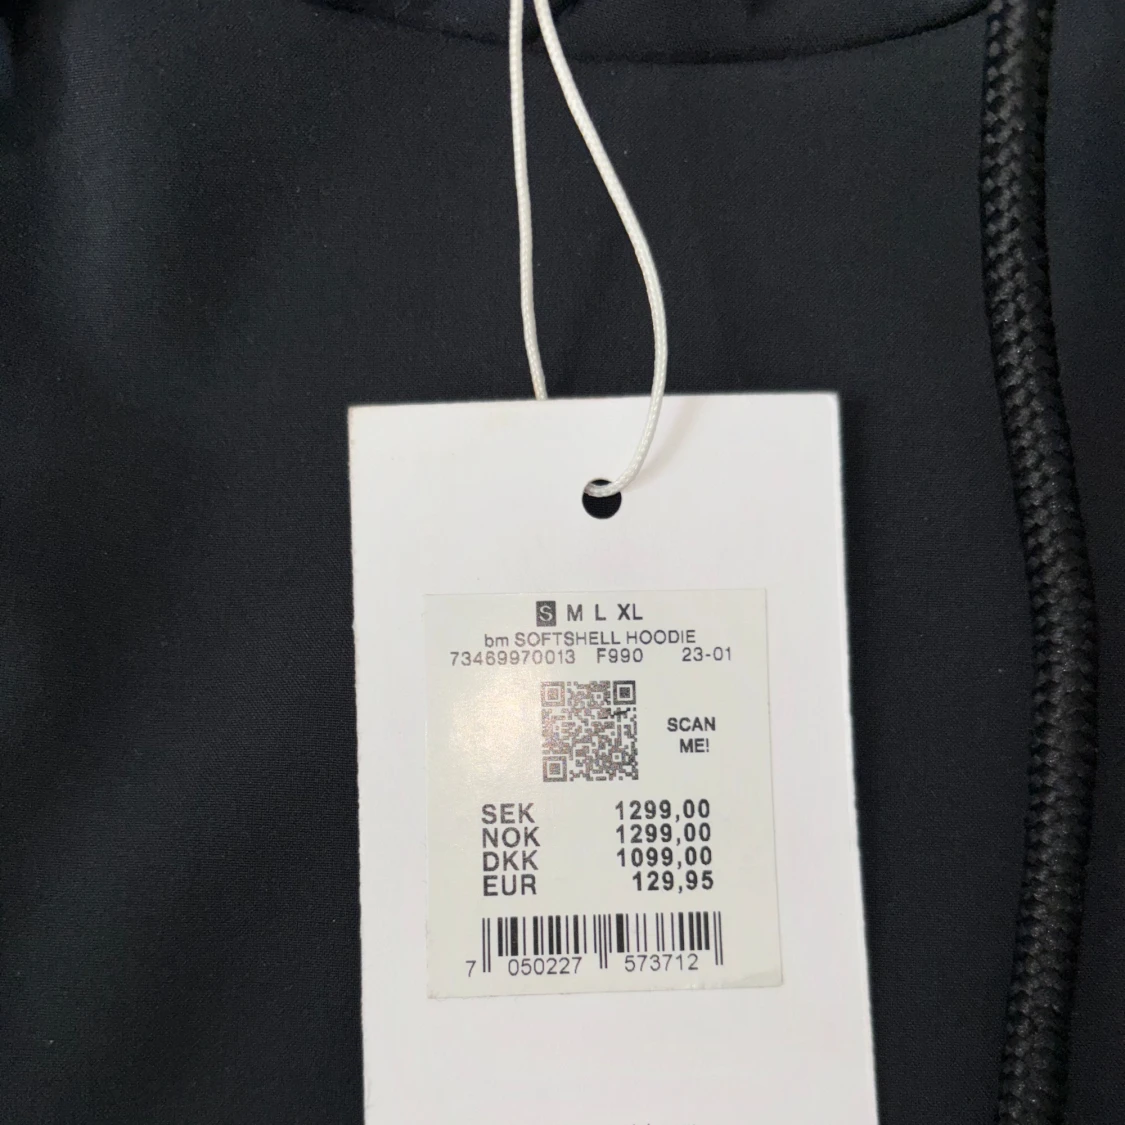 S M L XL
bm SOFTSHELL HOODIE
73469970013 F990 23-01
SCAN
ME!
SEK 1299,00
NOK 1299,00
DKK 1099,00
EUR 129,95
7 050227 573712